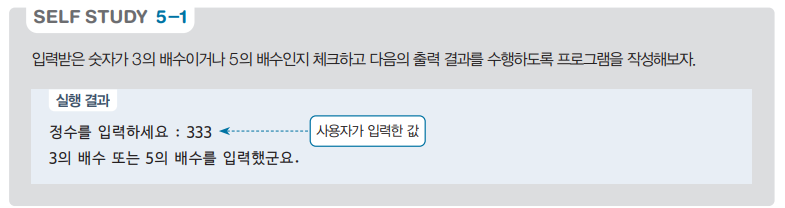 SELF STUDY 5-1
입력받은 숫자가 3의 배수이거나 5의 배수인지 체크하고 다음의 출력 결과를 수행하도록 프로그램을 작성해보자.
실행 결과
정수를 입력하세요 : 333 사용자가 입력한 값
3의 배수 또는 5의 배수를 입력했군요.